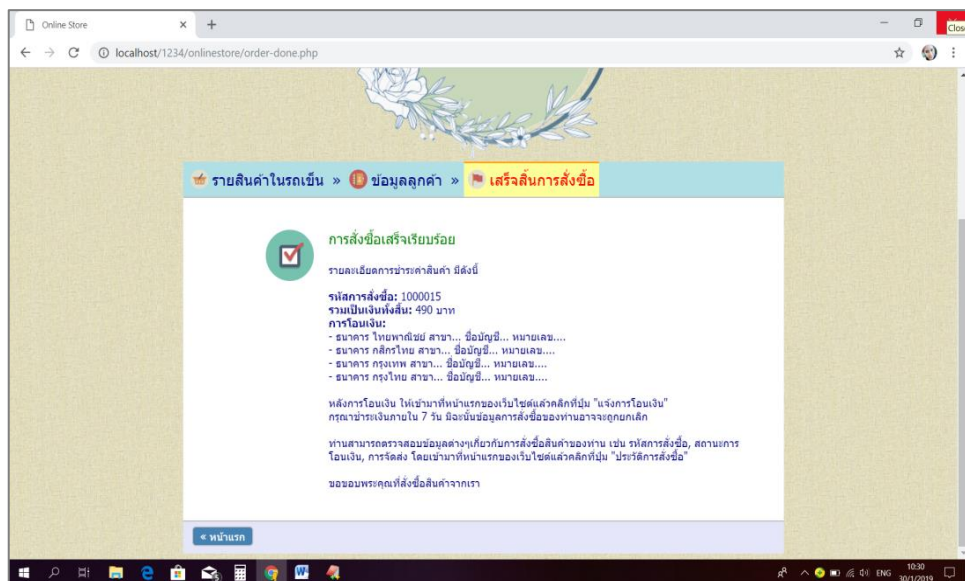 Online Store
Close
localhost/1234/onlinestore/order-done.php
รายสินค้าในรถเข็น » ข้อมูลลูกค้า » เสร็จสิ้นการสั่งซื้อ
การสั่งซื้อเสร็จเรียบร้อย
รายละเอียดการชำระค่าสินค้า มีดังนี้
รหัสการสั่งซื้อ: 1000015
รวมเป็นเงินทั้งสิ้น: 490 บาท
การโอนเงิน:
- ธนาคาร ไทยพาณิชย์ สาขา... ชื่อบัญชี... หมายเลข....
- ธนาคาร กสิกรไทย สาขา... ชื่อบัญชี... หมายเลข....
- ธนาคาร กรุงเทพ สาขา... ชื่อบัญชี... หมายเลข....
- ธนาคาร กรุงไทย สาขา... ชื่อบัญชี... หมายเลข....
หลังการโอนเงิน ให้เข้ามาที่หน้าแรกของเว็บไซต์แล้วคลิกที่ปุ่ม "แจ้งการโอนเงิน"
กรุณาชำระเงินภายใน 7 วัน มิฉะนั้นข้อมูลการสั่งซื้อของท่านอาจจะถูกยกเลิก
ท่านสามารถตรวจสอบข้อมูลต่างๆเกี่ยวกับการสั่งซื้อสินค้าของท่าน เช่น รหัสการสั่งซื้อ, สถานะการ
โอนเงิน, การจัดส่ง โดยเข้ามาที่หน้าแรกของเว็บไซต์แล้วคลิกที่ปุ่ม "ประวัติการสั่งซื้อ"
ขอขอบพระคุณที่สั่งซื้อสินค้าจากเรา
« หน้าแรก
ENG
10:30
30/1/2019